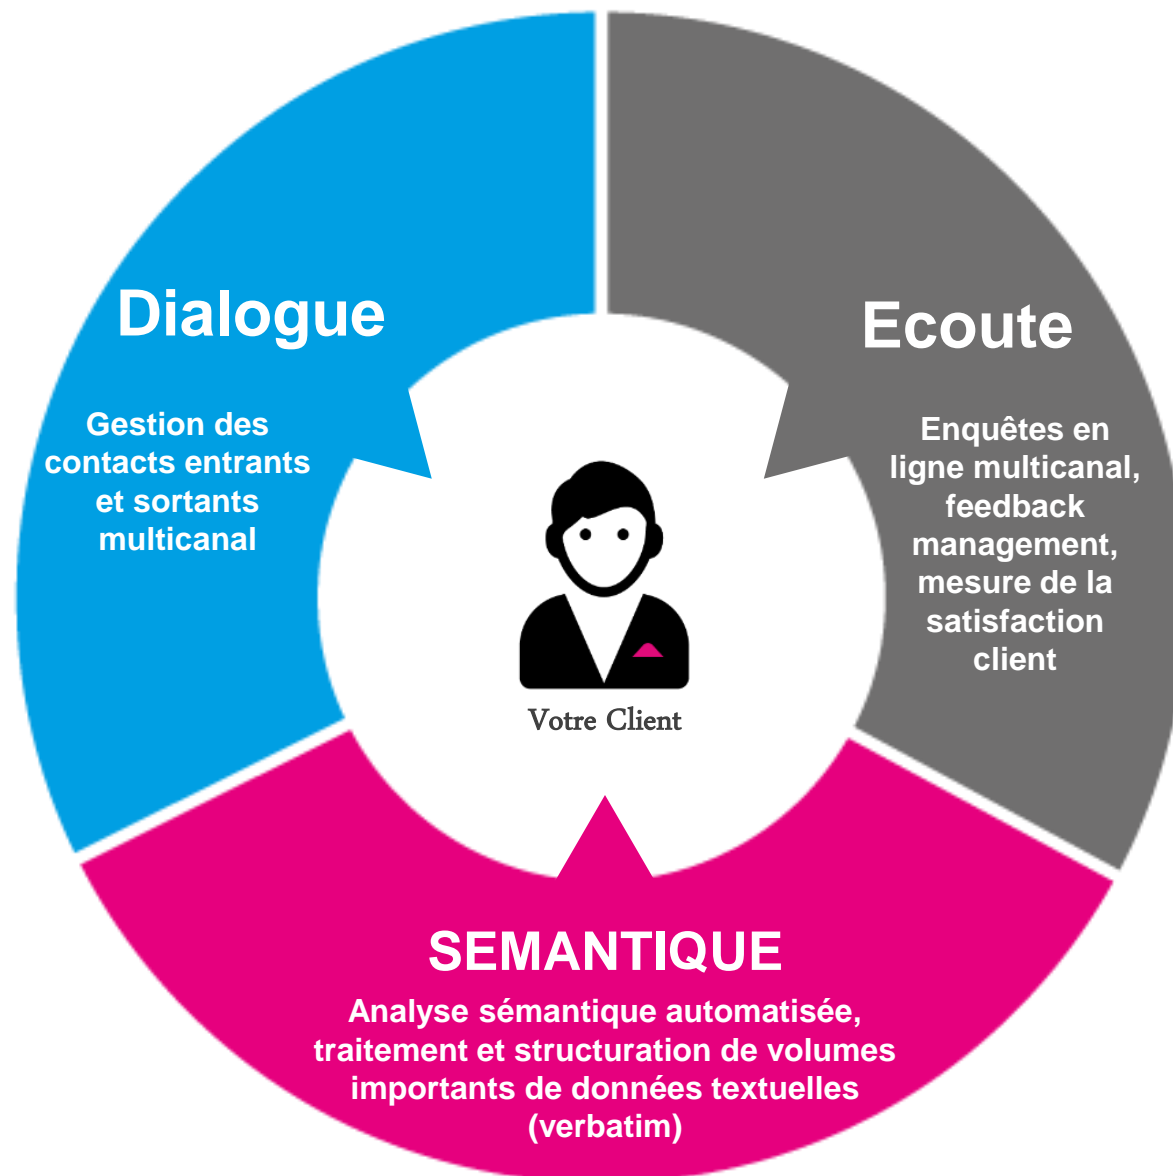 Dialogue
Gestion des
contacts entrants
et sortants
multicanal
Ecoute
Enquêtes en
ligne multicanal,
feedback
management,
mesure de la
satisfaction
client
Votre Client
SEMANTIQUE
Analyse sémantique automatisée,
traitement et structuration de volumes
importants de données textuelles
(verbatim)